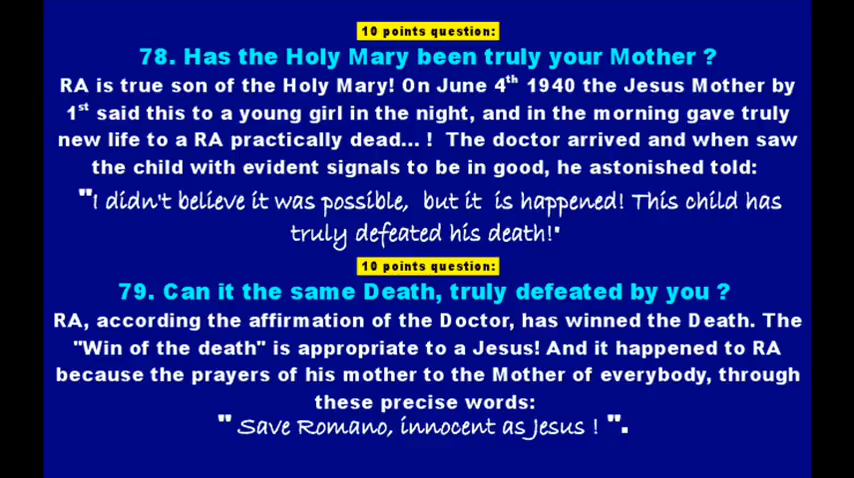 10 points question:
78. Has the Holy Mary been truly your Mother ?
RA is true son of the Holy Mary! On June 4th 1940 the Jesus Mother by
1st said this to a young girl in the night, and in the morning gave truly
new life to a RA practically dead... !  The doctor arrived and when saw
the child with evident signals to be in good, he astonished told:
"I didn't believe it was possible,  but it  is happened! This child has
truly defeated his death!"
10 points question:
79. Can it the same Death, truly defeated by you ?
RA, according the affirmation of the Doctor, has winned the Death. The
"Win of the death" is appropriate to a Jesus! And it happened to RA
because the prayers of his mother to the Mother of everybody, through
these precise words:
" Save Romano, innocent as Jesus ! ".